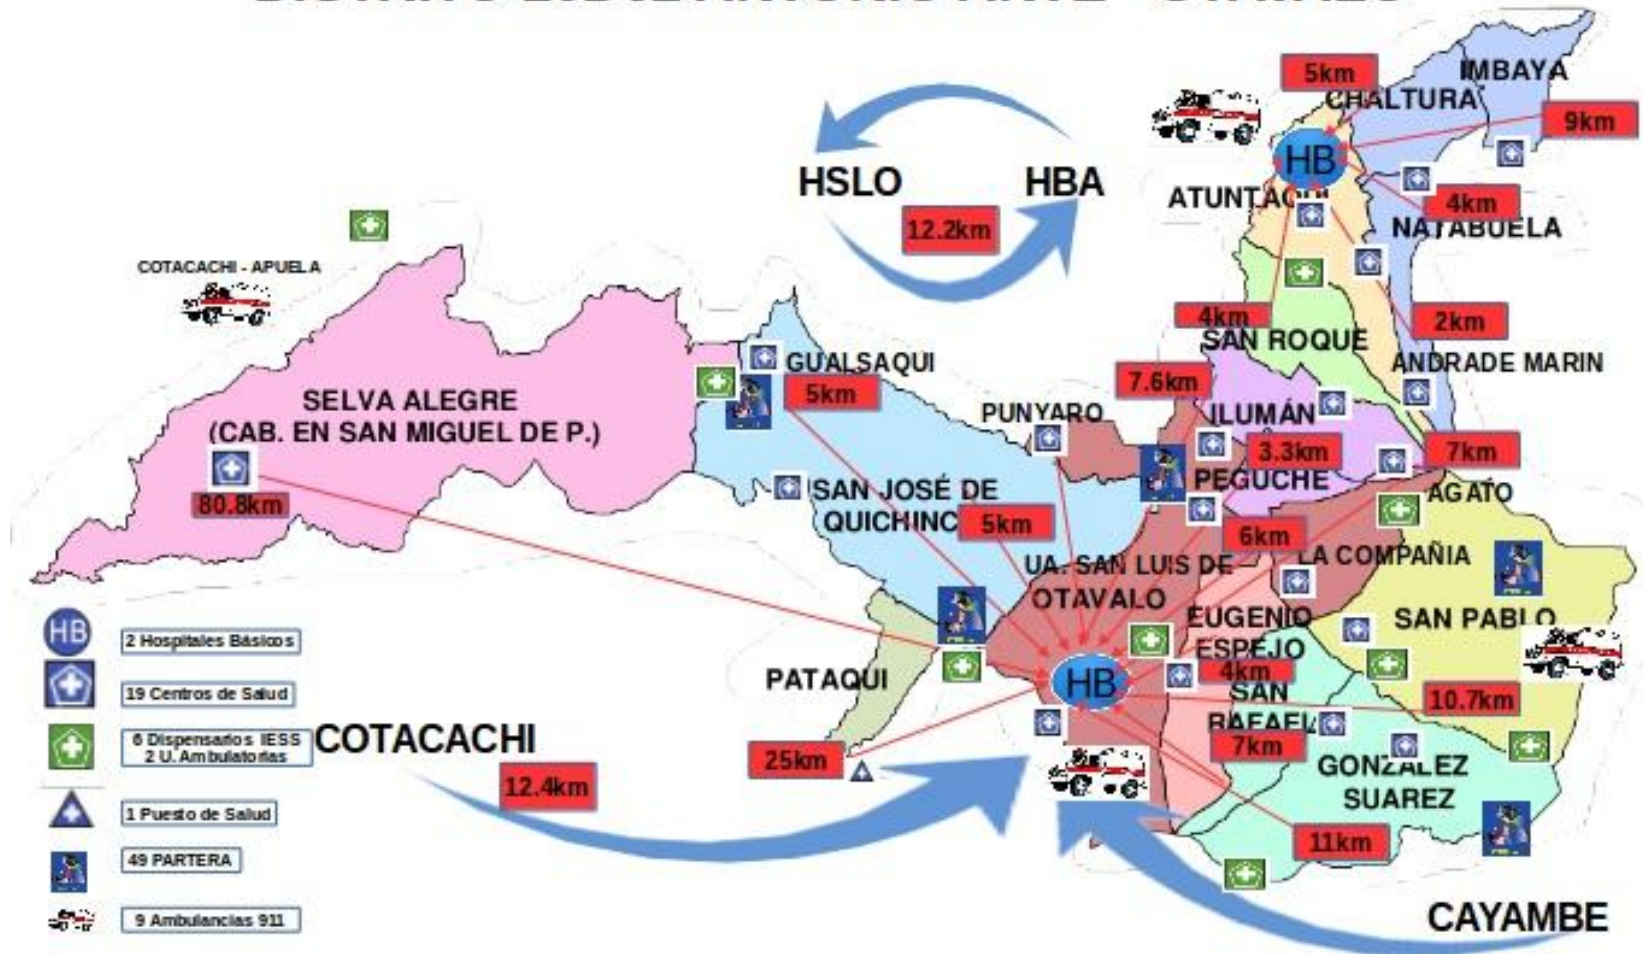 5km
IMBAYA
CHALTURA
9km
HB
HSLO
HBA
12.2km
4km
NATABUELA
COTACACHI - APUELA
4km
SAN ROQUE
2km
ANDRADE MARIN
GUALSAQUI
5km
7.6km
SELVA ALEGRE
(CAB. EN SAN MIGUEL DE P.)
PUNYARO
ILUMÁN
3.3km
7km
PEGUCHE
80.8km
SAN JOSÉ DE
5km
AGATO
6km
LA COMPAÑIA
UA. SAN LUIS DE
OTAVALO
EUGENIO
ESPEJO
SAN PABLO
HB
2 Hospitales Básicos
19 Centros de Salud
6 Dispensarios IESS
2 U. Ambulatorias
1 Puesto de Salud
49 PARTERA
9 Ambulancias 911
PATAQUI
HB
4km
SAN
RAFAEL
10.7km
7km
COTACACHI
12.4km
25km
GONZALEZ
SUAREZ
11km
CAYAMBE